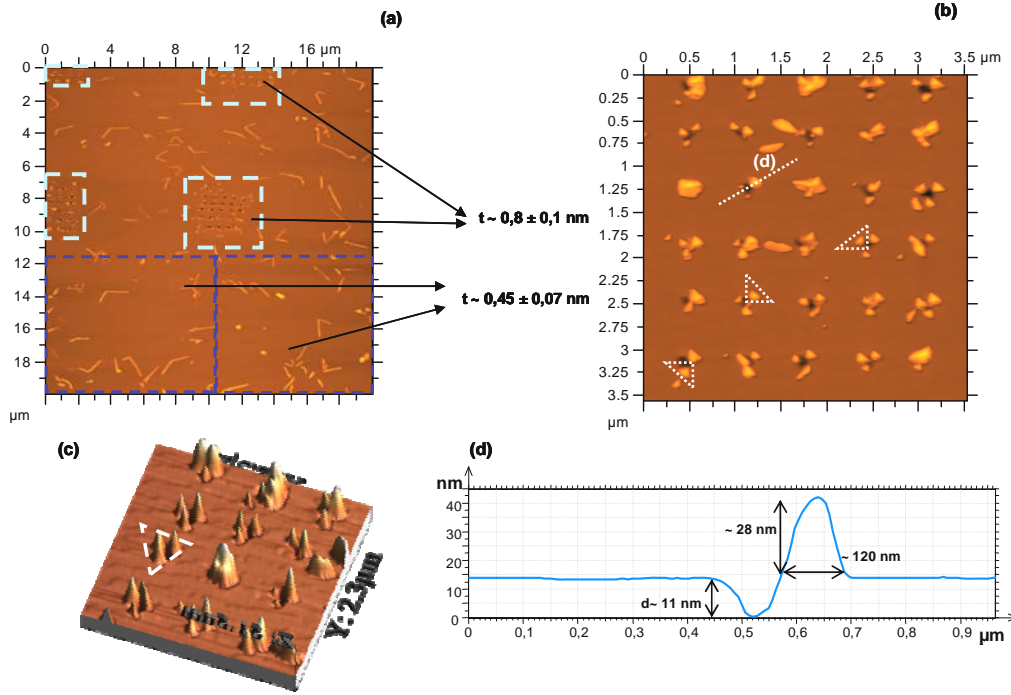 (a)
0 4 8 12 16 µm
0
2
4
6
8
10
12
14
16
18
µm
t ~ 0,8 ± 0,1 nm
t ~ 0,45 ± 0,07 nm
(b)
0 0.5 1 1.5 2 2.5 3 3.5 µm
0
0.25
0.5
0.75
1
1.25
1.5
1.75
2
2.25
2.5
2.75
3
3.25
3.5
µm
(d)
(c)
Y: 2.3µm
(d)
nm
40
30
20
10
0
~ 28 nm
~ 120 nm
d~ 11 nm
0 0,1 0,2 0,3 0,4 0,5 0,6 0,7 0,8 0,9 µm